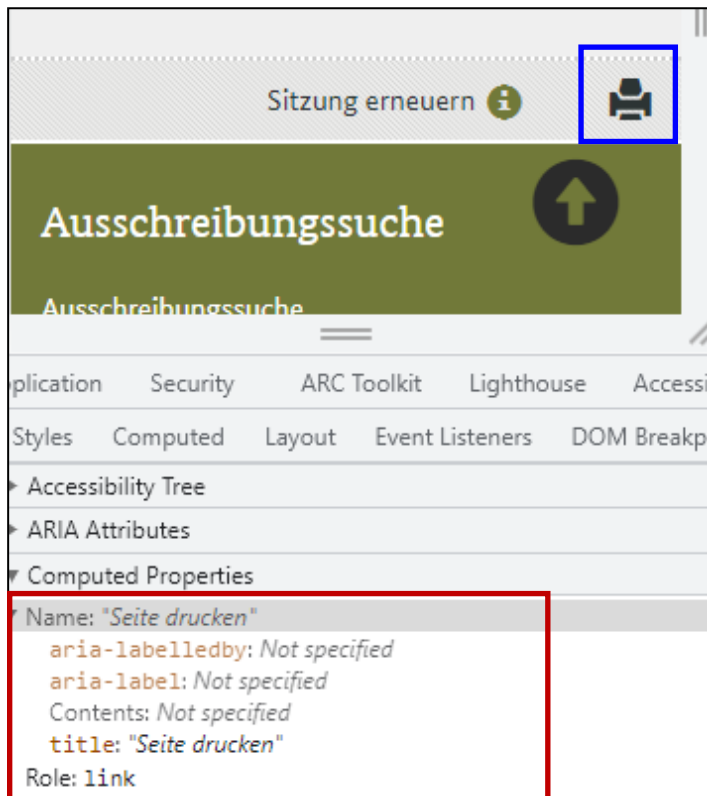 Sitzung erneuern i
Ausschreibungssuche
Ausschreibungssuche
plication Security ARC Toolkit Lighthouse Accessi
Styles Computed Layout Event Listeners DOM Breakp
Accessibility Tree
ARIA Attributes
Computed Properties
Name: "Seite drucken"
aria-labelledby: Not specified
aria-label: Not specified
Contents: Not specified
title: "Seite drucken"
Role: link